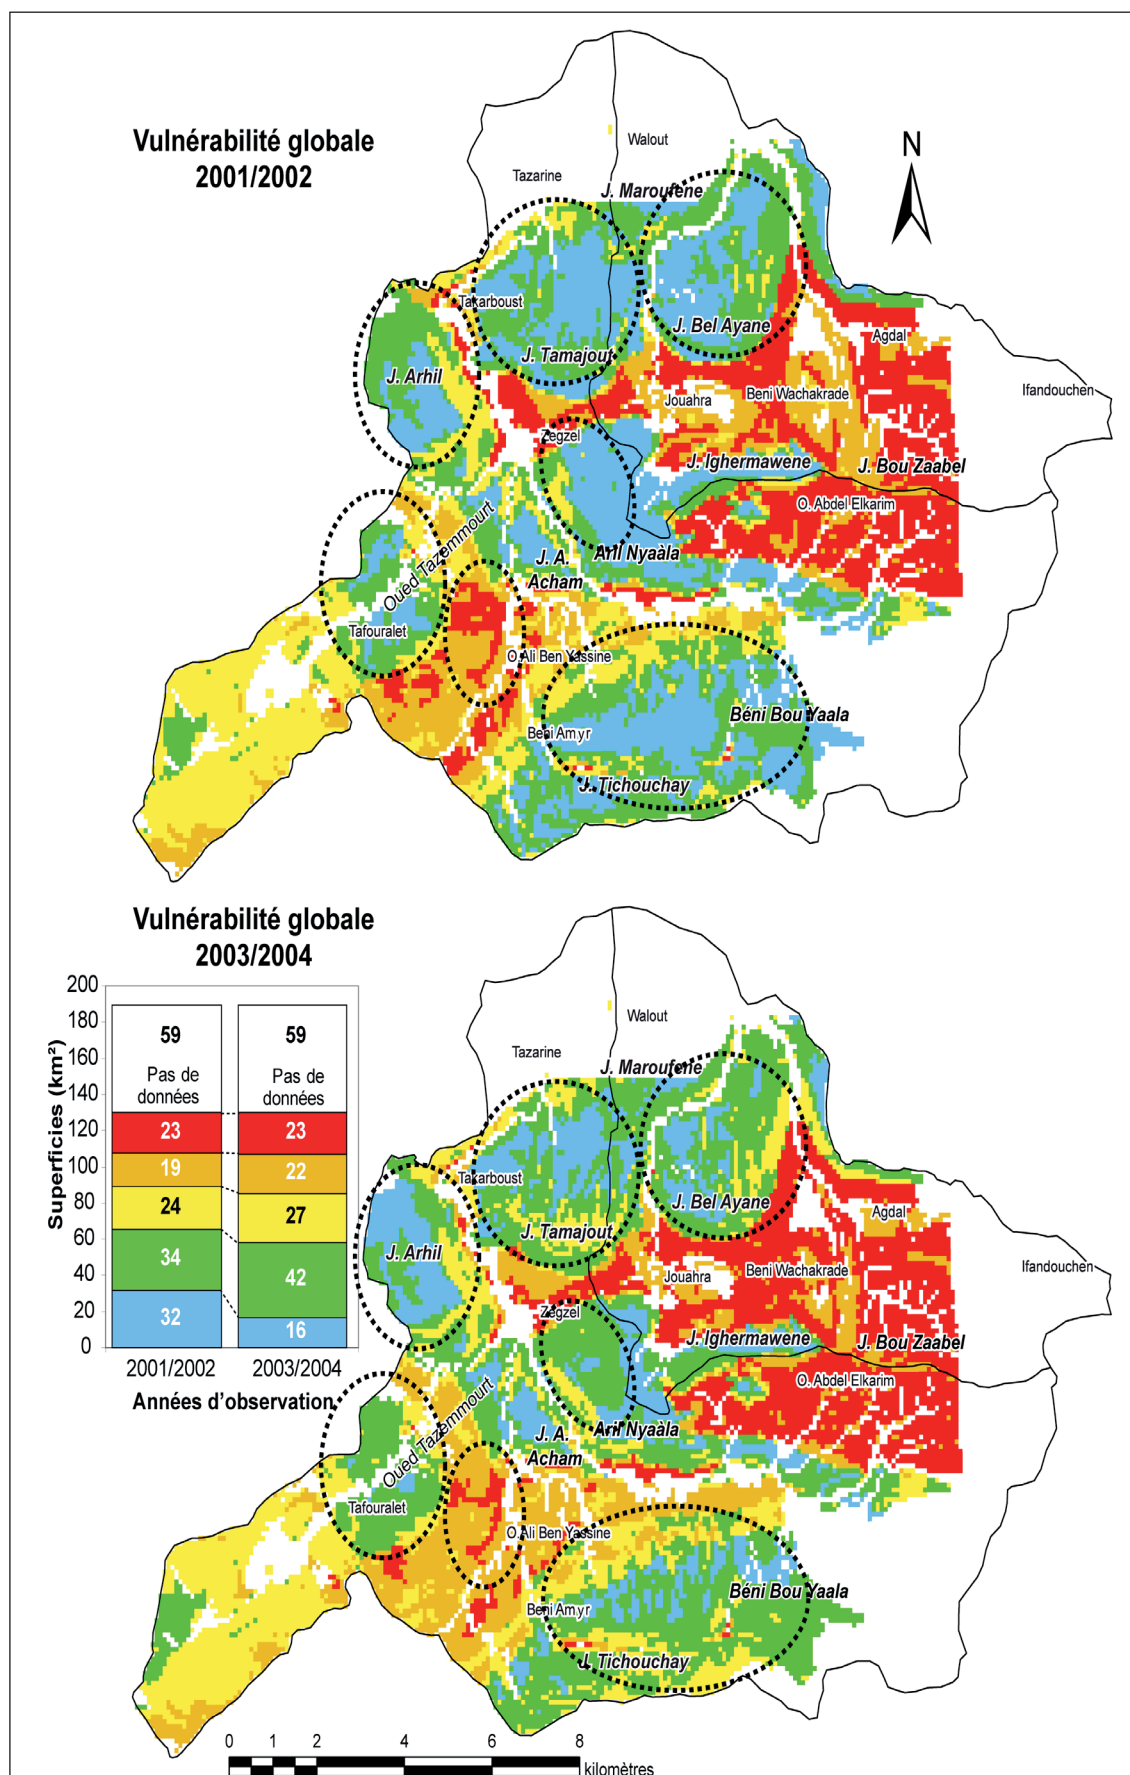 Vulnérabilité globale
2001/2002
N
Walout
Tazarine
J. Maroufene
Takarboust
J. Bel Ayane
Agdal
J. Tamajout
J. Arhil
Ifandouchen
Jouahra
Beni Wachakrade
Zegzel
J. Ighermawene
J. Bou Zaabel
O. Abdel Elkarim
Oued Tazemmourt
J. A.
Acham
Aril Nyaàla
Tafouralet
O.Ali Ben Yassine
Béni Bou Yaala
Beni Amyr
J. Tichouchay
Vulnérabilité globale
2003/2004
Superficies (km²)
200
180
160
140
120
100
80
60
40
20
0
59
Pas de
données
23
19
24
34
32
59
Pas de
données
23
22
27
42
16
2001/2002
2003/2004
Années d'observation
Walout
Tazarine
J. Maroufene
Takarboust
J. Bel Ayane
Agdal
J. Tamajout
J. Arhil
Ifandouchen
Jouahra
Beni Wachakrade
Zegzel
J. Ighermawene
J. Bou Zaabel
O. Abdel Elkarim
Oued Tazemmourt
J. A.
Acham
Aril Nyaàla
Tafouralet
O.Ali Ben Yassine
Béni Bou Yaala
Beni Amyr
J. Tichouchay
0 1 2 4 6 8
kilomètres